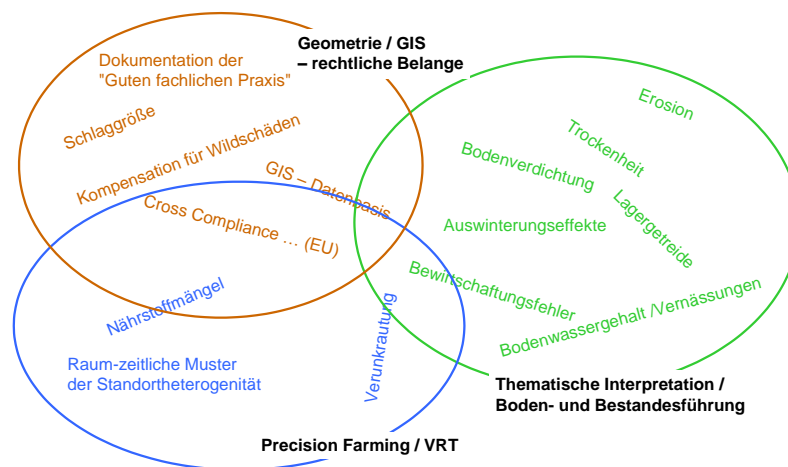 Geometrie / GIS
– rechtliche Belange
Dokumentation der
"Guten fachlichen Praxis"
Schlaggröße
Kompensation für Wildschäden
GIS – Datenbasis
Cross Compliance ... (EU)
Erosion
Trockenheit
Bodenverdichtung
Lagergetreide
Auswinterungseffekte
Bewirtschaftungsfehler
Bodenwassergehalt /Vernässungen
Thematische Interpretation /
Boden- und Bestandesführung
Nährstoffmängel
Raum-zeitliche Muster
der Standortheterogenität
Verunkrautung
Precision Farming / VRT